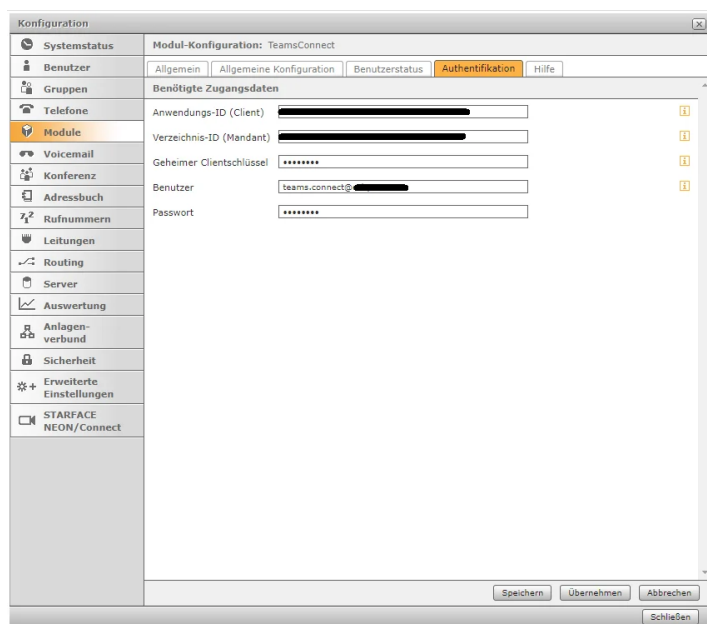 Konfiguration
Systemstatus
Benutzer
Gruppen
Telefone
Module
Voicemail
Konferenz
Adressbuch
Rufnummern
Leitungen
Routing
Server
Auswertung
Anlagen-
verbund
Sicherheit
Erweiterte
Einstellungen
STARFACE
NEON/Connect
Modul-Konfiguration: TeamsConnect
Allgemein Allgemeine Konfiguration Benutzerstatus Authentifikation Hilfe
Benötigte Zugangsdaten
Anwendungs-ID (Client)
Verzeichnis-ID (Mandant)
Geheimer Clientschlüssel ••••••••
Benutzer teams.connect@
Passwort ••••••••
Speichern Übernehmen Abbrechen
Schließen